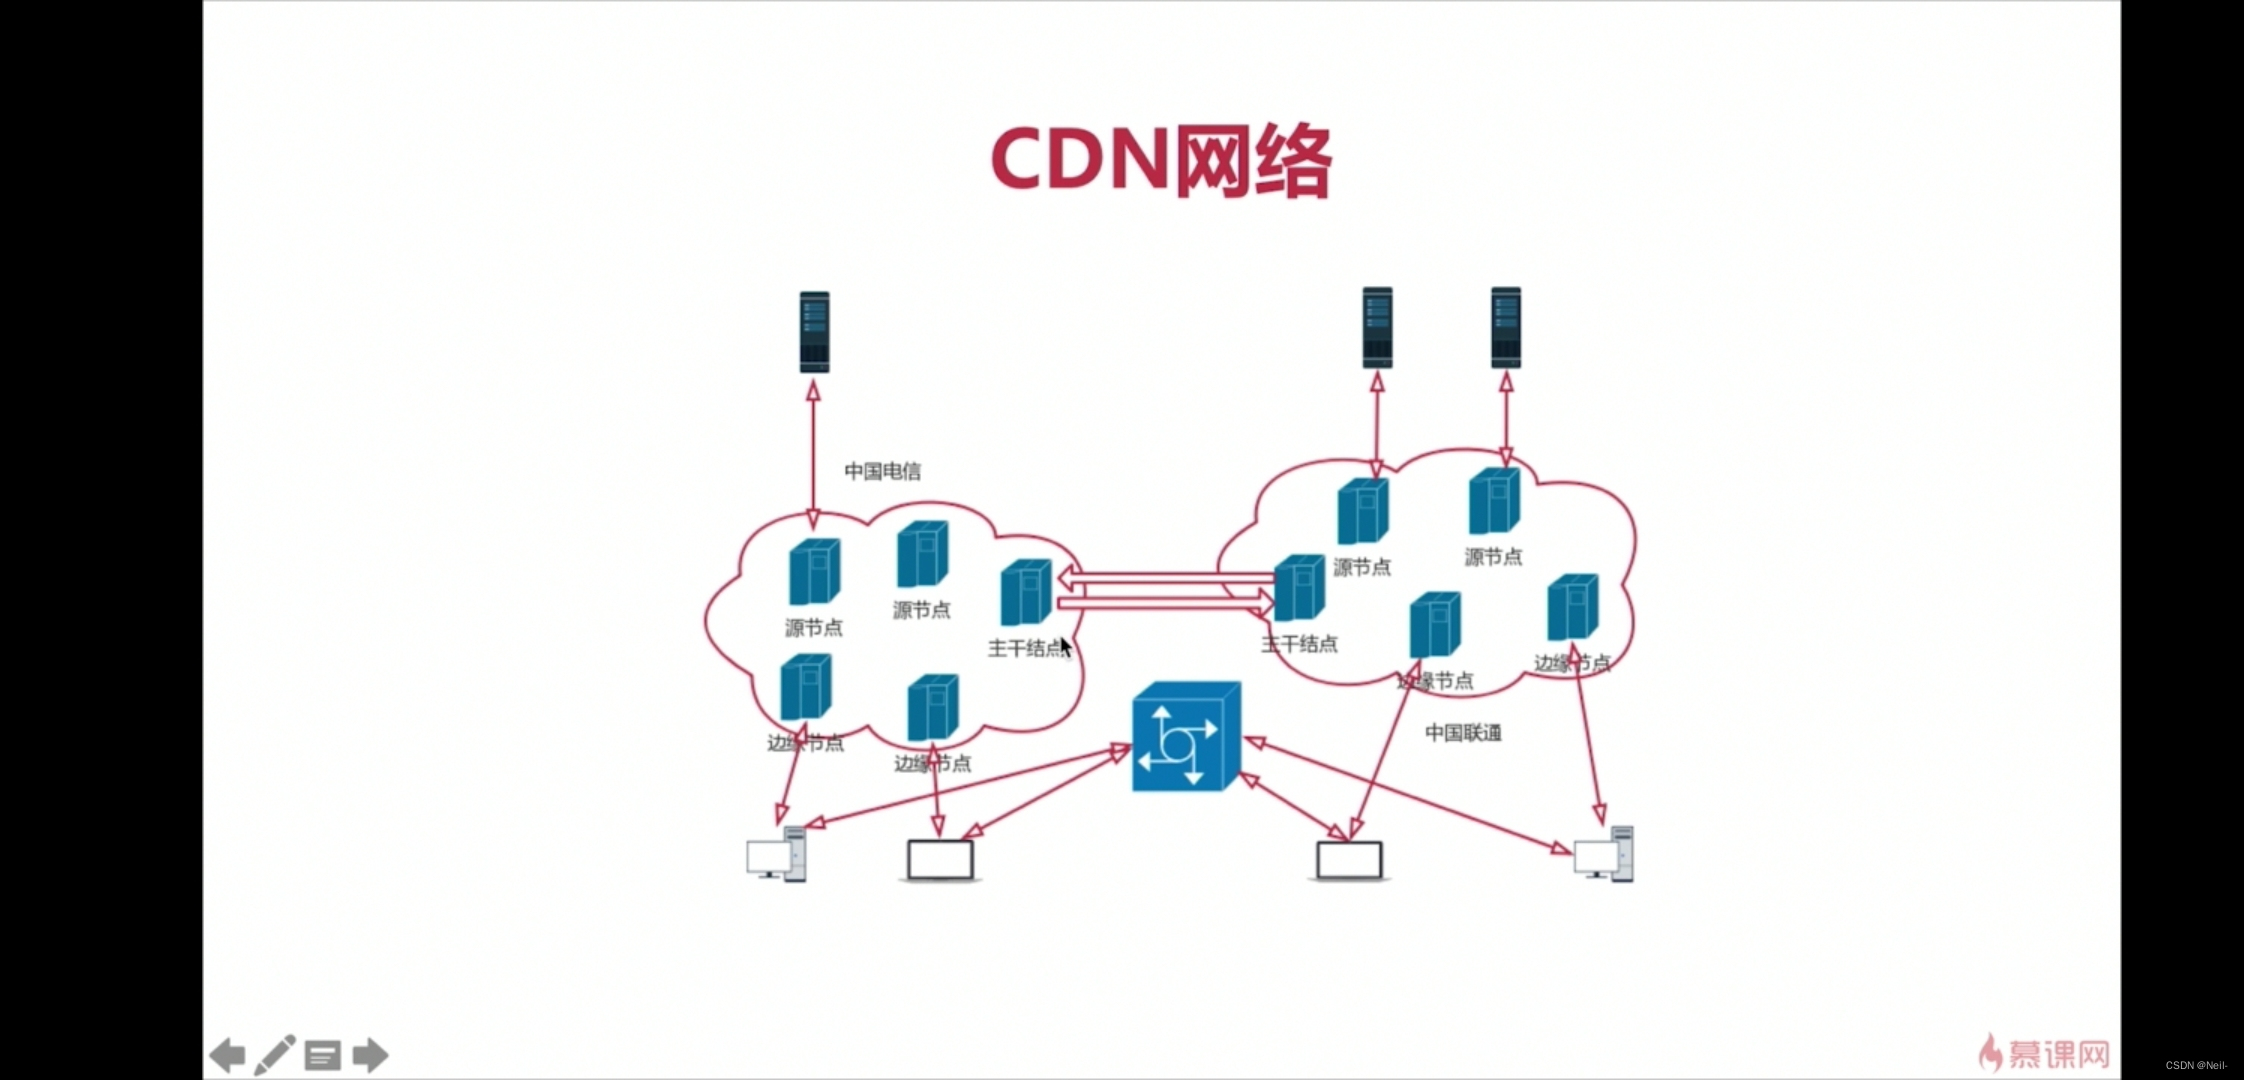 CDN网络
中国电信
源节点
源节点
源节点
源节点
主干结点
主干结点
边缘节点
边缘节点
边缘节点
边缘节点
中国联通
慕课网
CSDN @Neil-